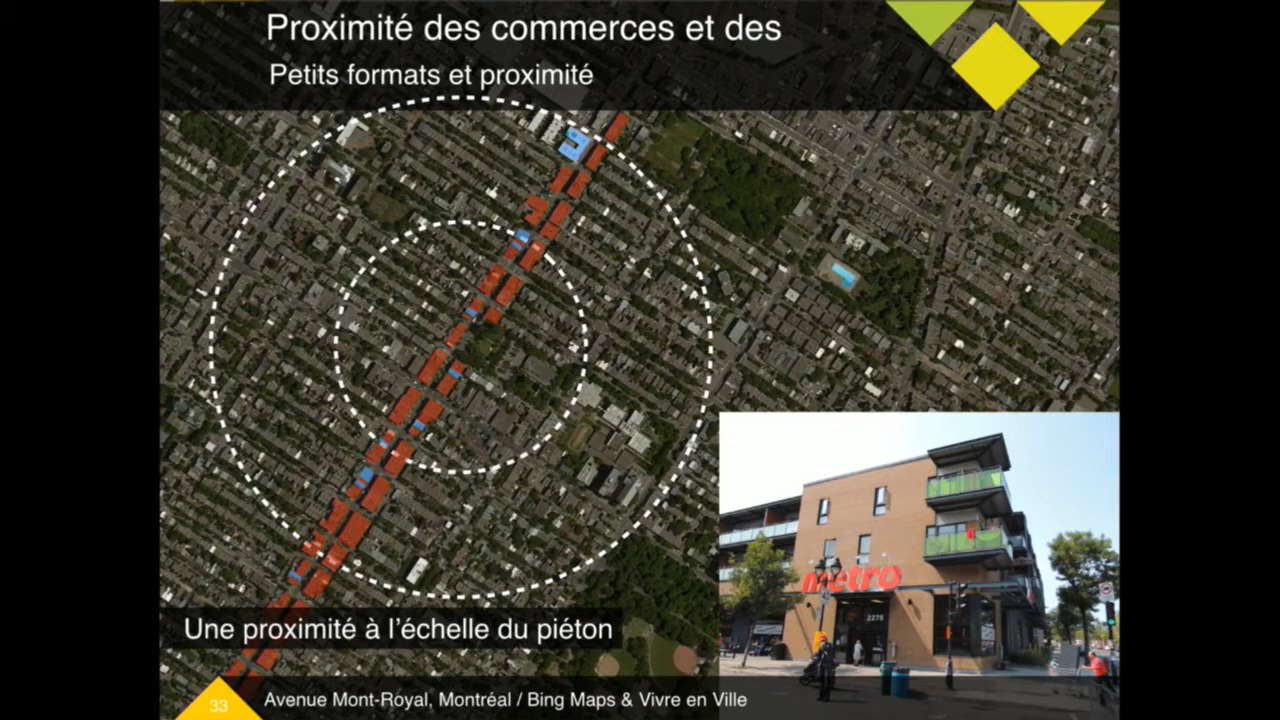 Proximité des commerces et des
Petits formats et proximité
metro
2275
Une proximité à l'échelle du piéton
33
Avenue Mont-Royal, Montréal / Bing Maps & Vivre en Ville